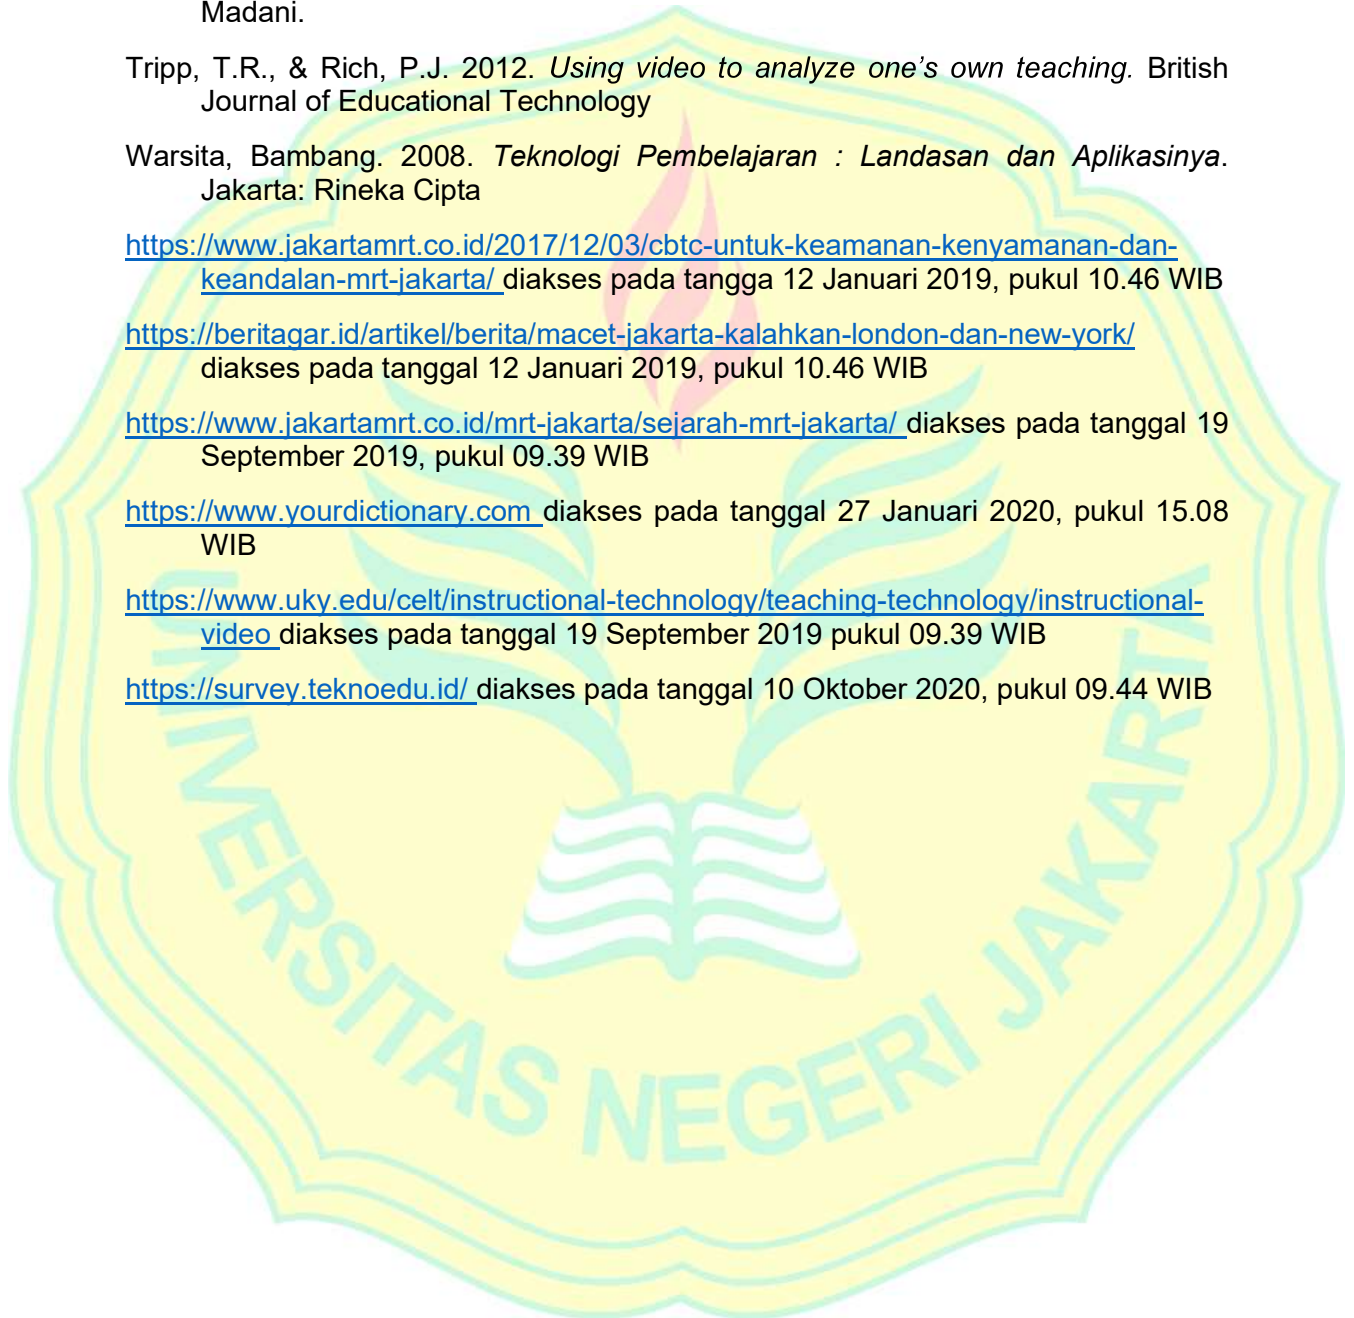 Madani.
Tripp, T.R., & Rich, P.J. 2012. Using video to analyze one’s own teaching. British
Journal of Educational Technology
Warsita, Bambang. 2008. Teknologi Pembelajaran : Landasan dan Aplikasinya.
Jakarta: Rineka Cipta
https://www.jakartamrt.co.id/2017/12/03/cbtc-untuk-keamanan-kenyamanan-dan-
keandalan-mrt-jakarta/ diakses pada tangga 12 Januari 2019, pukul 10.46 WIB
https://beritagar.id/artikel/berita/macet-jakarta-kalahkan-london-dan-new-york/
diakses pada tanggal 12 Januari 2019, pukul 10.46 WIB
https://www.jakartamrt.co.id/mrt-jakarta/sejarah-mrt-jakarta/ diakses pada tanggal 19
September 2019, pukul 09.39 WIB
https://www.yourdictionary.com diakses pada tanggal 27 Januari 2020, pukul 15.08
WIB
https://www.uky.edu/celt/instructional-technology/teaching-technology/instructional-
video diakses pada tanggal 19 September 2019 pukul 09.39 WIB
https://survey.teknoedu.id/ diakses pada tanggal 10 Oktober 2020, pukul 09.44 WIB
UNIVERSITAS NEGERI JAKARTA